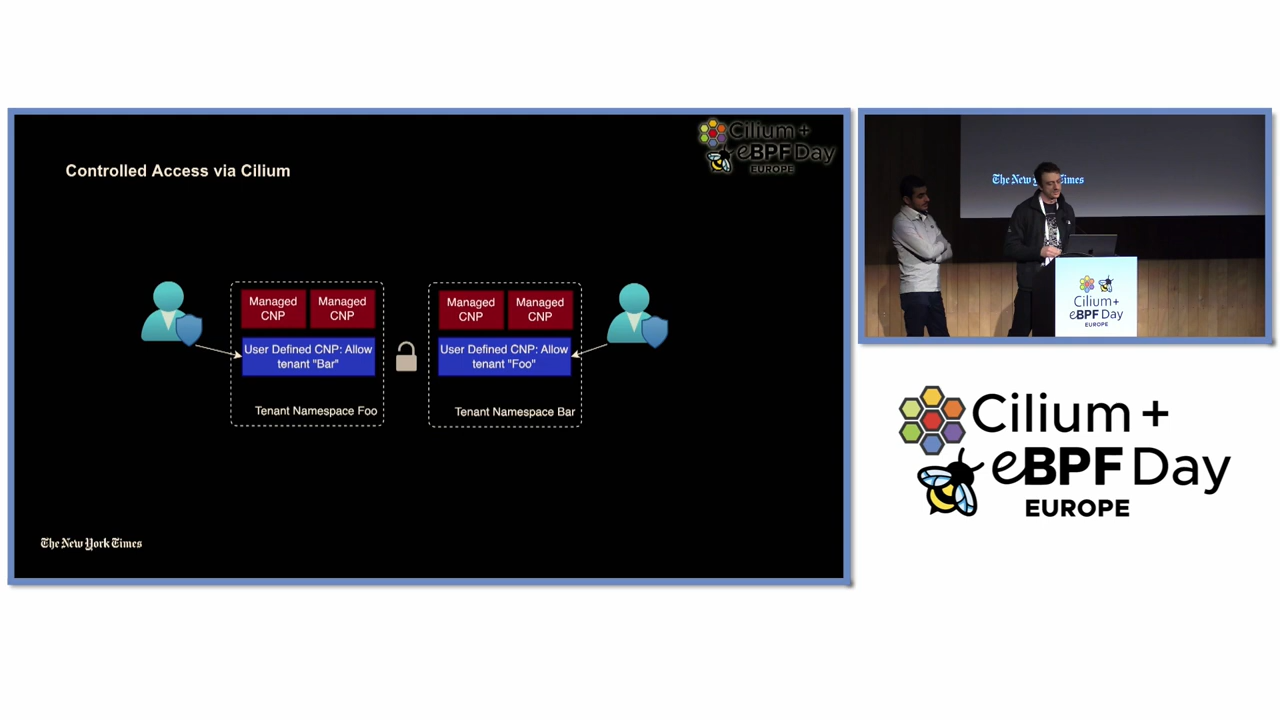 Cilium +
eBPF Day
EUROPE
Controlled Access via Cilium
Managed
CNP
Managed
CNP
User Defined CNP: Allow
tenant "Bar"
Tenant Namespace Foo
Managed
CNP
Managed
CNP
User Defined CNP: Allow
tenant "Foo"
Tenant Namespace Bar
The New York Times
The New York Times
Cilium +
eBPF Day
EUROPE
Cilium +
eBPF Day
EUROPE